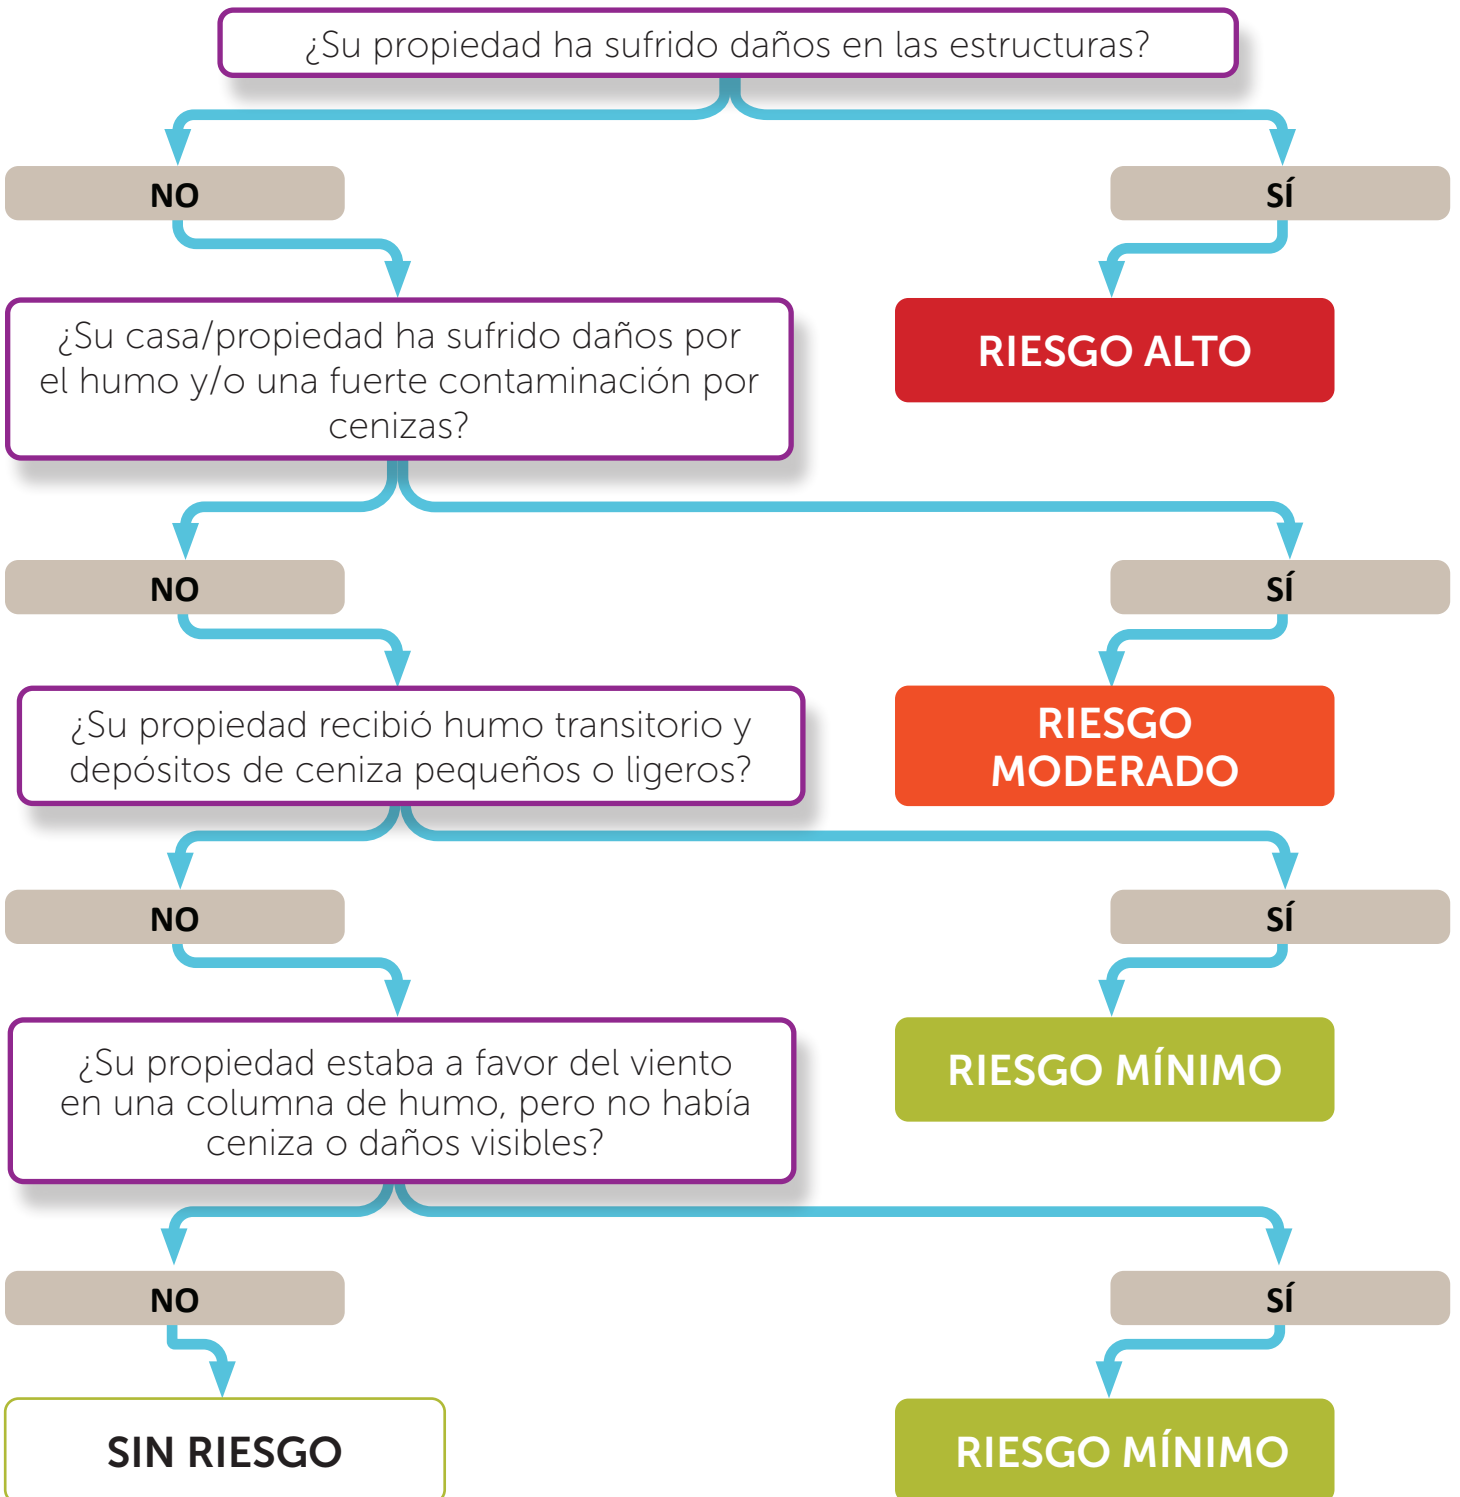 ¿Su propiedad ha sufrido daños en las estructuras?
NO
SÍ
¿Su casa/propiedad ha sufrido daños por
el humo y/o una fuerte contaminación por
cenizas?
RIESGO ALTO
NO
SÍ
¿Su propiedad recibió humo transitorio y
depósitos de ceniza pequeños o ligeros?
RIESGO
MODERADO
NO
SÍ
¿Su propiedad estaba a favor del viento
en una columna de humo, pero no había
ceniza o daños visibles?
RIESGO MÍNIMO
NO
SÍ
SIN RIESGO
RIESGO MÍNIMO